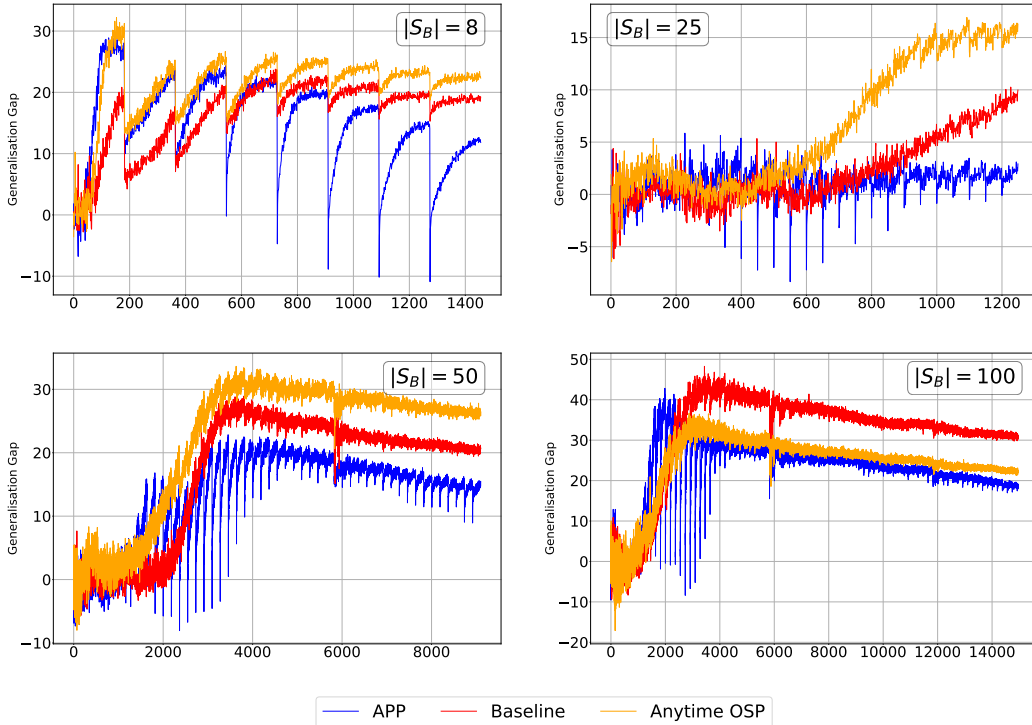 |S_B| = 8
Generalisation Gap
30
20
10
0
−10
0 200 400 600 800 1000 1200 1400
|S_B| = 25
Generalisation Gap
15
10
5
0
−5
0 200 400 600 800 1000 1200
|S_B| = 50
Generalisation Gap
30
20
10
0
−10
0 2000 4000 6000 8000
|S_B| = 100
Generalisation Gap
50
40
30
20
10
0
−10
−20
0 2000 4000 6000 8000 10000 12000 14000
APP Baseline Anytime OSP